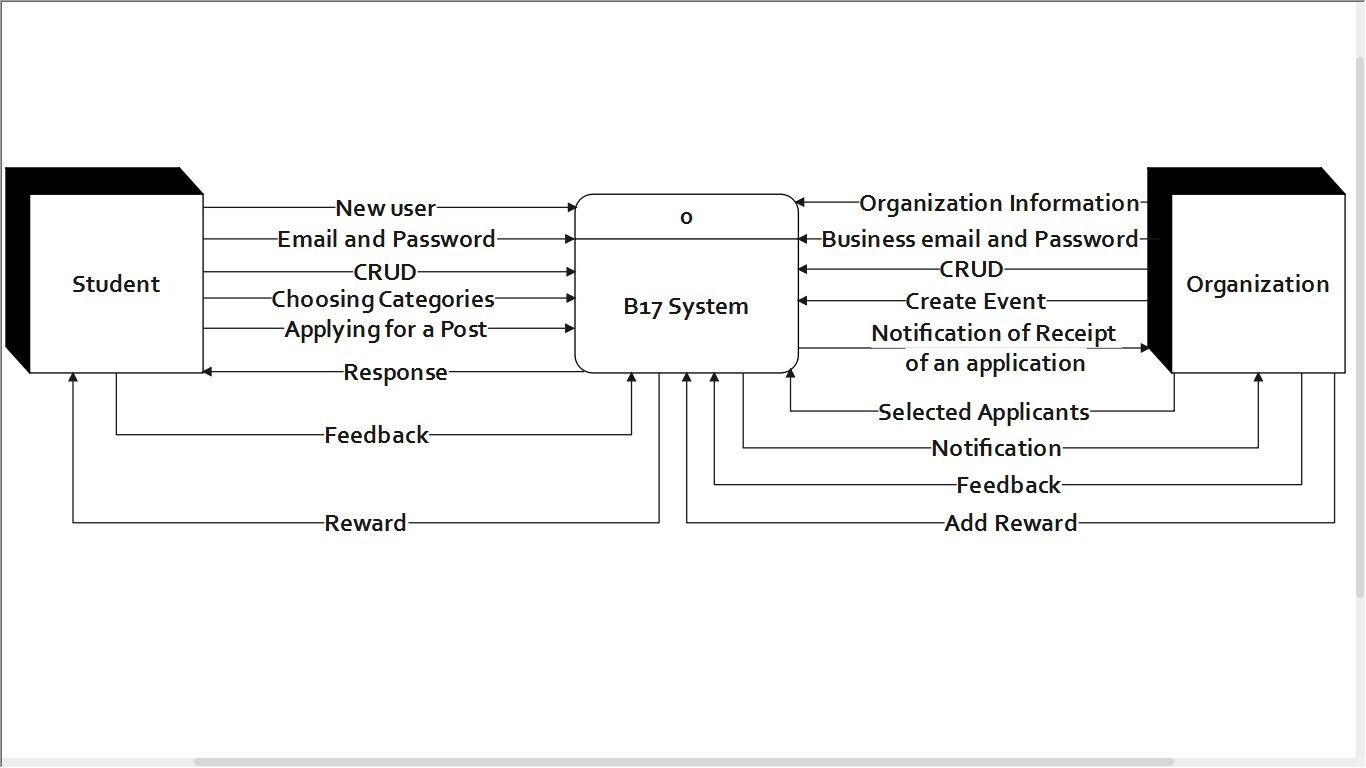 Student
New user
Email and Password
CRUD
Choosing Categories
Applying for a Post
Response
Feedback
Reward
0
B17 System
Organization Information
Business email and Password
CRUD
Create Event
Notification of Receipt
of an application
Selected Applicants
Notification
Feedback
Add Reward
Organization